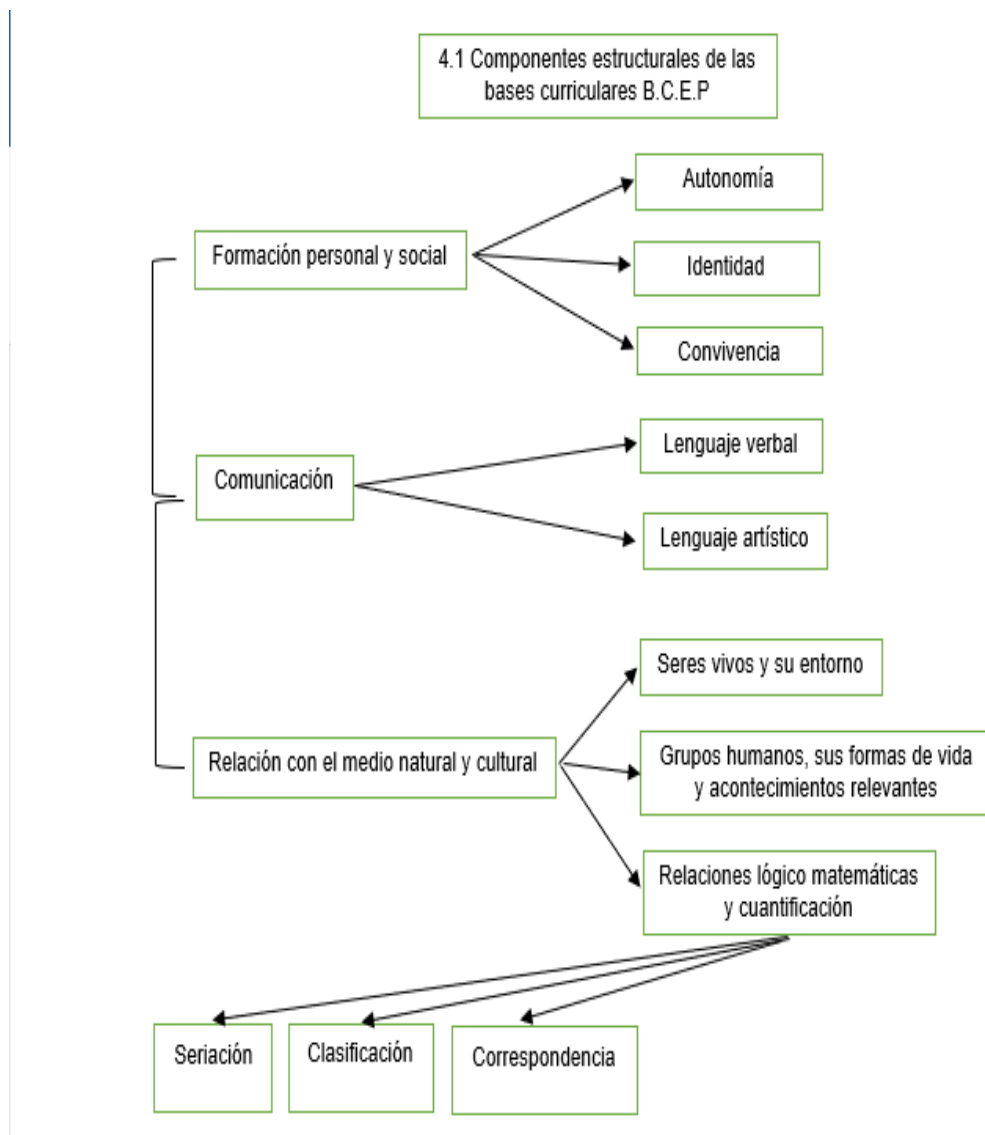 4.1 Componentes estructurales de las
bases curriculares B.C.E.P
Formación personal y social
Autonomía
Identidad
Convivencia
Comunicación
Lenguaje verbal
Lenguaje artístico
Relación con el medio natural y cultural
Seres vivos y su entorno
Grupos humanos, sus formas de vida
y acontecimientos relevantes
Relaciones lógico matemáticas
y cuantificación
Seriación
Clasificación
Correspondencia